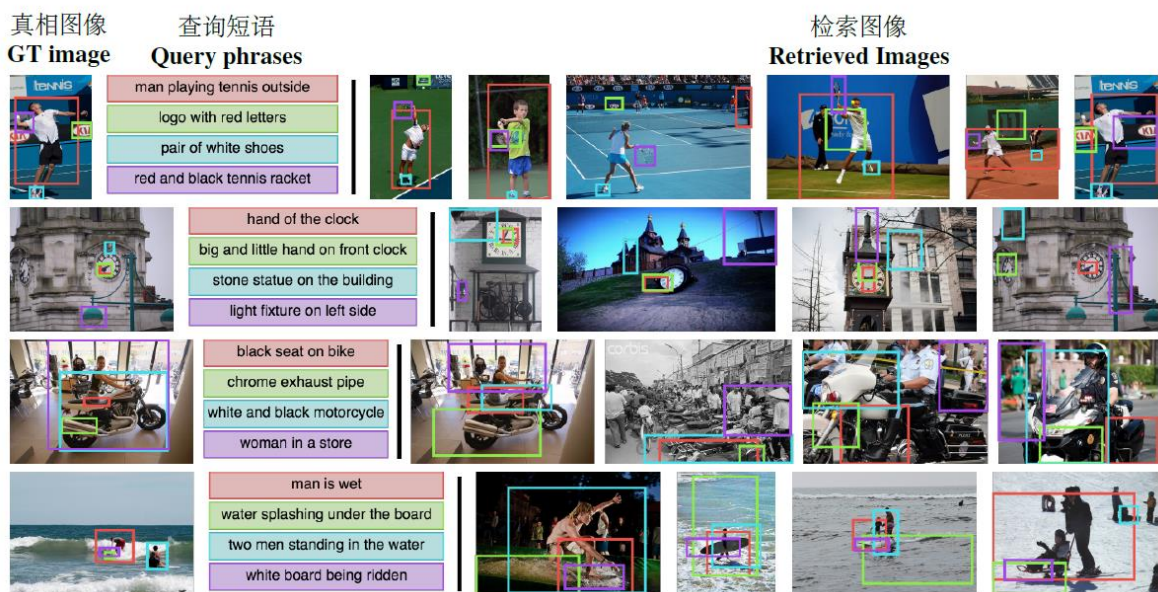 真相图像
查询短语
检索图像
GT image
Query phrases
Retrieved Images
man playing tennis outside
logo with red letters
pair of white shoes
red and black tennis racket
tennis
KIA
KIA
hand of the clock
big and little hand on front clock
stone statue on the building
light fixture on left side
black seat on bike
chrome exhaust pipe
white and black motorcycle
woman in a store
man is wet
water splashing under the board
two men standing in the water
white board being ridden